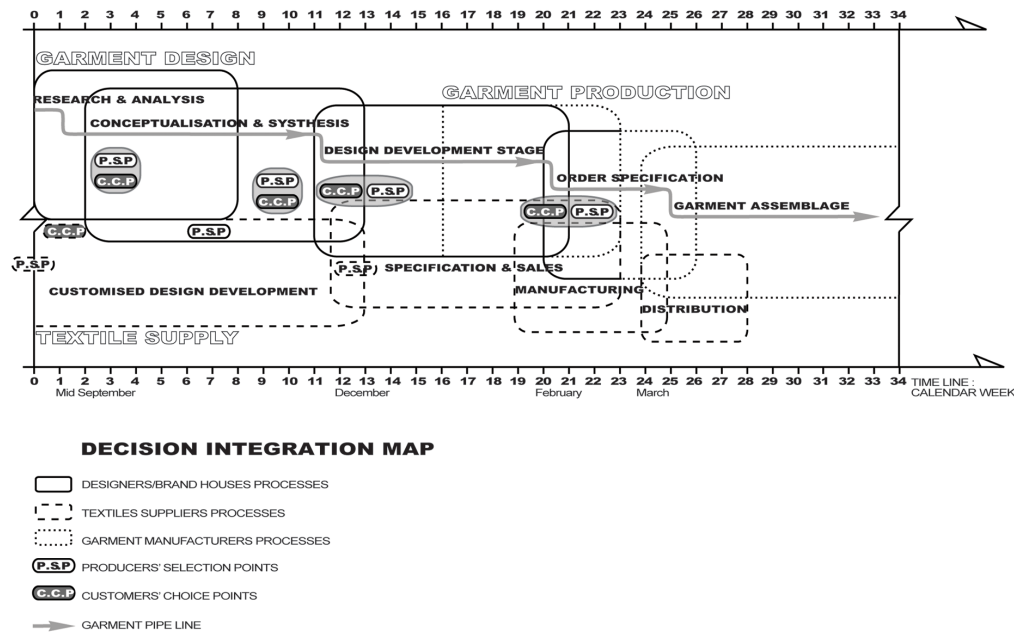 0 1 2 3 4 5 6 7 8 9 10 11 12 13 14 15 16 17 18 19 20 21 22 23 24 25 26 27 28 29 30 31 32 33 34
GARMENT DESIGN
GARMENT PRODUCTION
RESEARCH & ANALYSIS
CONCEPTUALISATION & SYSTHESIS
DESIGN DEVELOPMENT STAGE
P.S.P
C.C.P
P.S.P
C.C.P
C.C.P
P.S.P
ORDER SPECIFICATION
GARMENT ASSEMBLAGE
C.C.P
P.S.P
C.C.P
P.S.P
P.S.P
P.S.P
SPECIFICATION & SALES
CUSTOMISED DESIGN DEVELOPMENT
MANUFACTURING
DISTRIBUTION
TEXTILE SUPPLY
0 1 2 3 4 5 6 7 8 9 10 11 12 13 14 15 16 17 18 19 20 21 22 23 24 25 26 27 28 29 30 31 32 33 34
TIME LINE :
CALENDAR WEEK
Mid September
December
February
March
DECISION INTEGRATION MAP
DESIGNERS/BRAND HOUSES PROCESSES
TEXTILES SUPPLIERS PROCESSES
GARMENT MANUFACTURERS PROCESSES
P.S.P PRODUCERS' SELECTION POINTS
C.C.P CUSTOMERS' CHOICE POINTS
GARMENT PIPE LINE